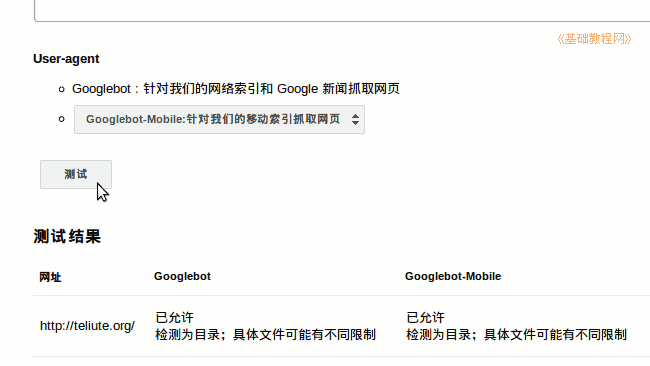 《基础教程网》
User-agent
Googlebot：针对我们的网络索引和 Google 新闻抓取网页
Googlebot-Mobile:针对我们的移动索引抓取网页
测试
测试结果
网址 Googlebot Googlebot-Mobile
http://teliute.org/ 已允许 已允许
检测为目录；具体文件可能有不同限制 检测为目录；具体文件可能有不同限制